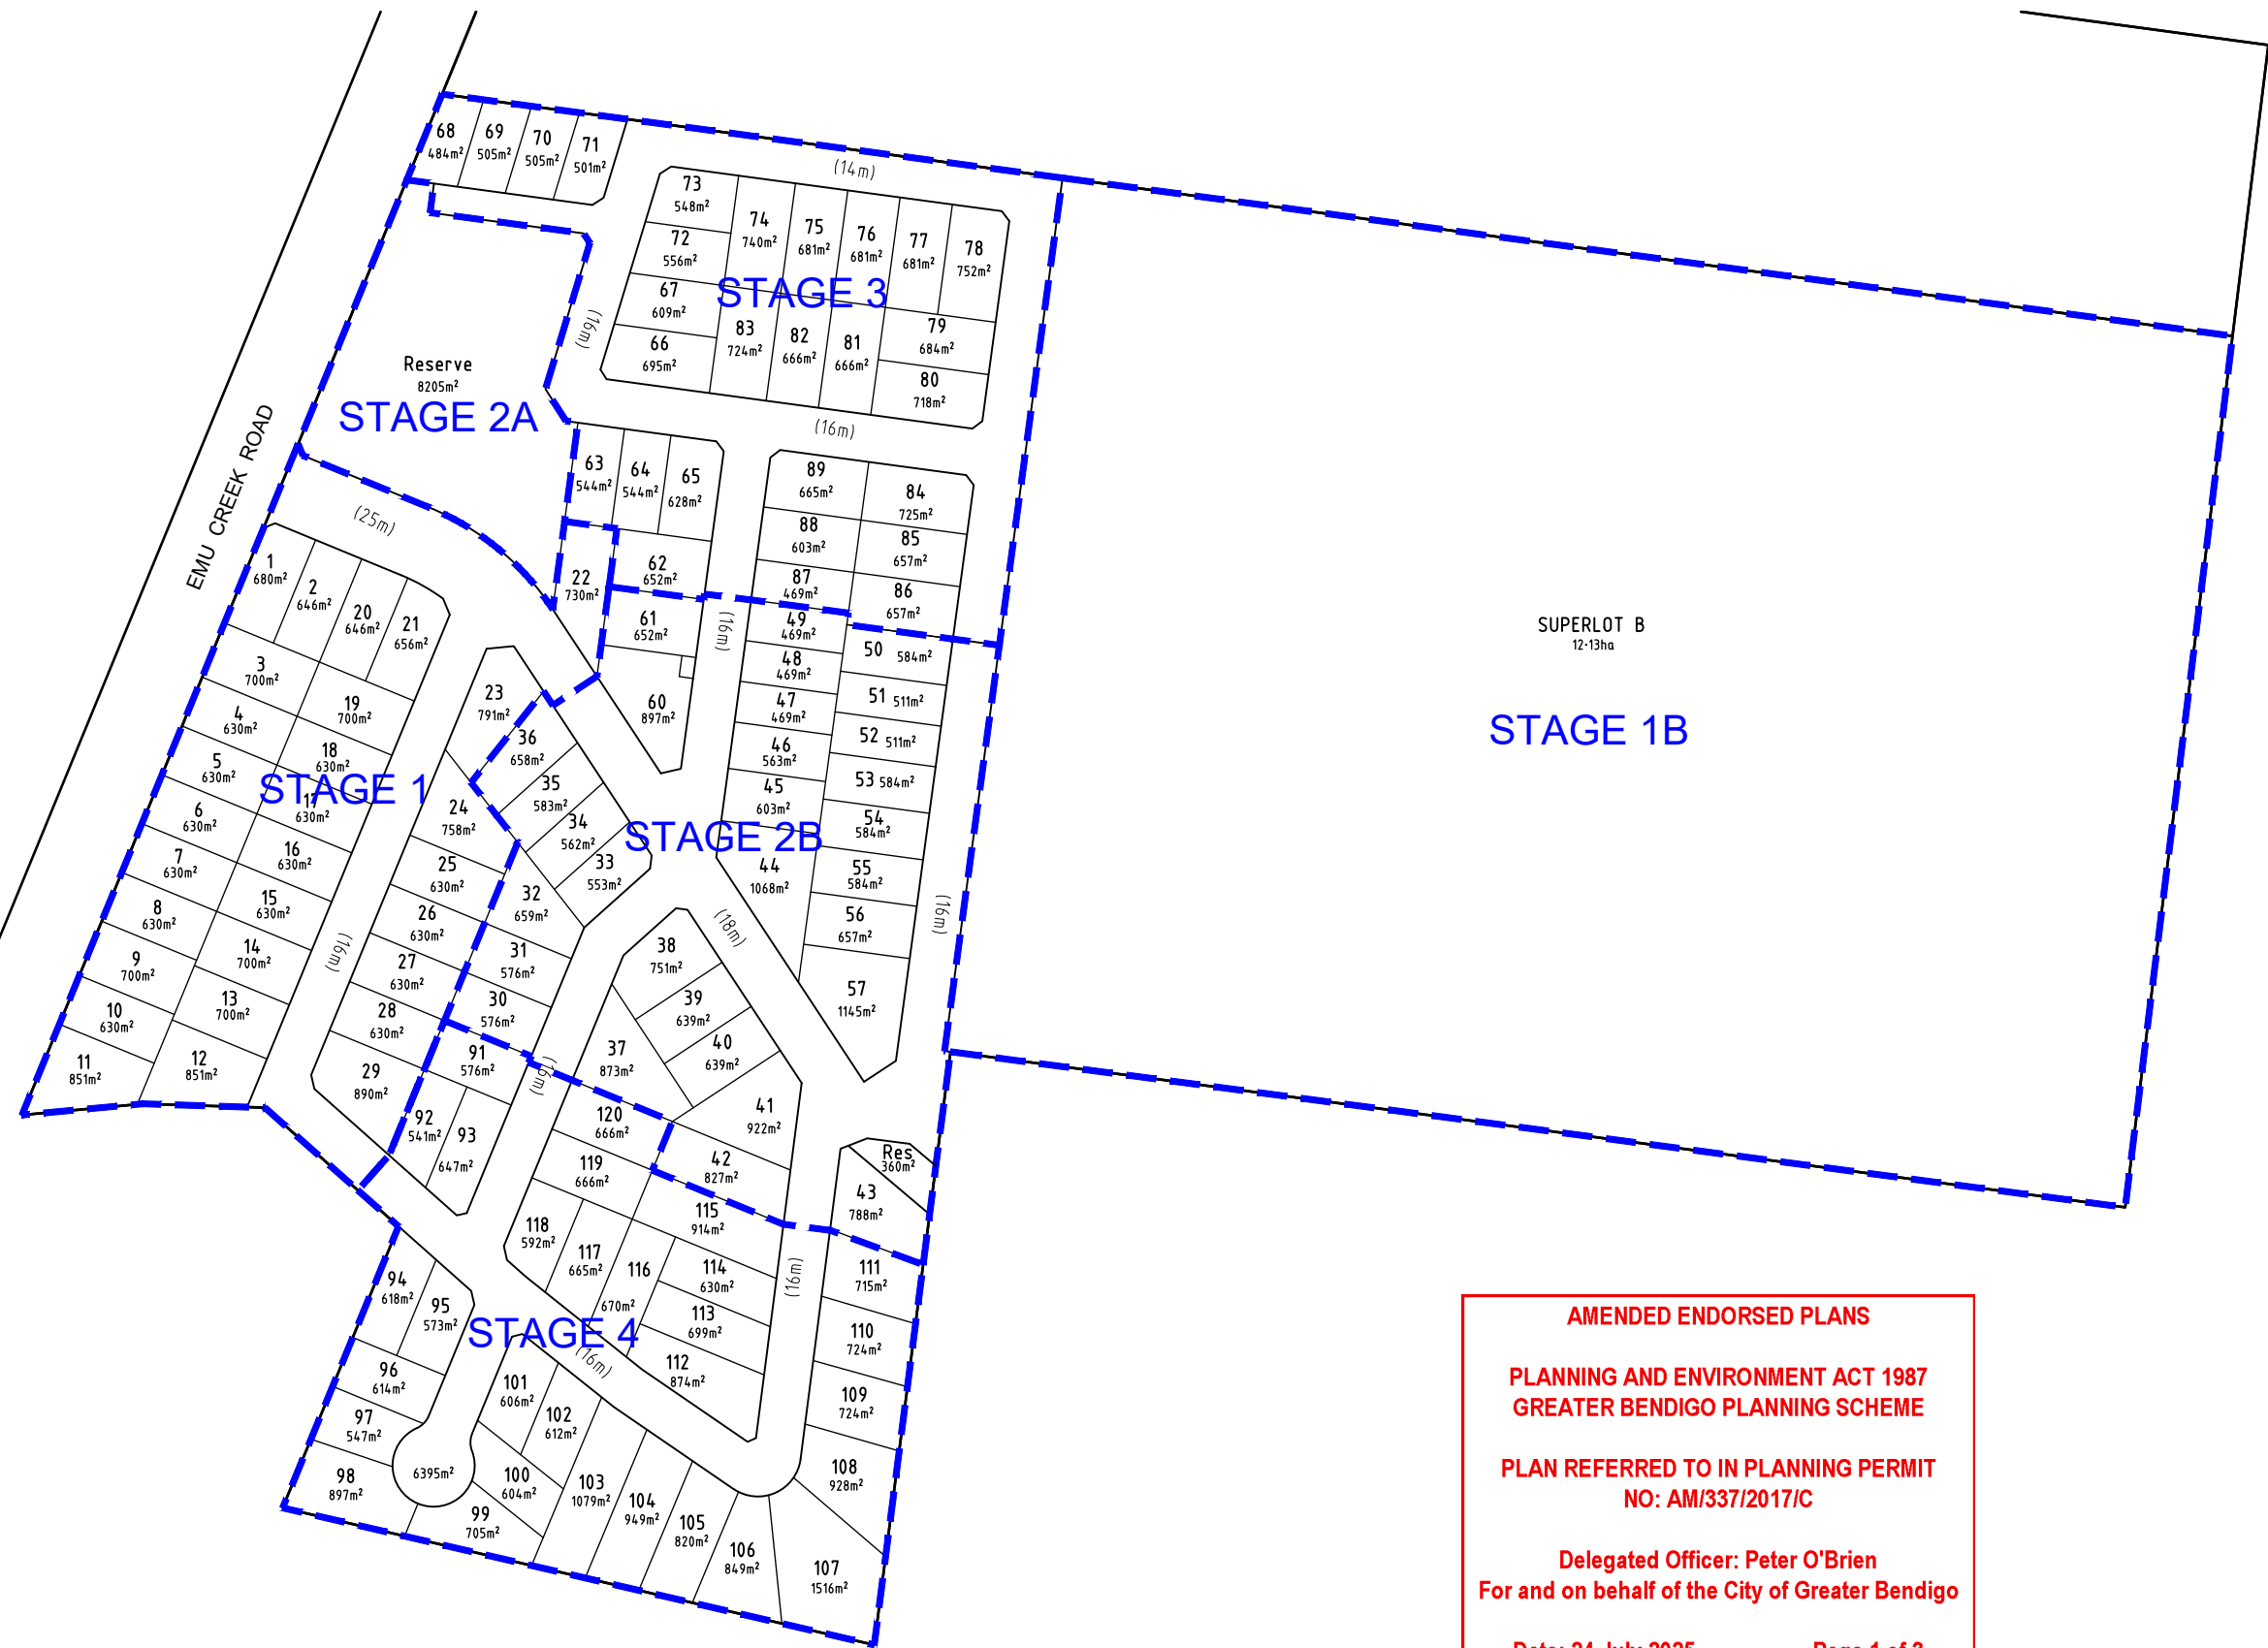 68
484m²
69
505m²
70
505m²
71
501m²
(14m)
73
548m²
72
556m²
67
609m²
66
695m²
74
740m²
75
681m²
76
681m²
77
681m²
78
752m²
STAGE 3
83
724m²
82
666m²
81
666m²
79
684m²
80
718m²
(16m)
(16m)
Reserve
8205m²
STAGE 2A
EMU CREEK ROAD
(25m)
63
544m²
64
544m²
65
628m²
62
652m²
22
730m²
61
652m²
60
897m²
(16m)
89
665m²
84
725m²
88
603m²
85
657m²
87
469m²
86
657m²
49
469m²
50 584m²
48
469m²
51 511m²
47
469m²
52 511m²
46
563m²
53 584m²
45
603m²
54
584m²
44
1068m²
55
584m²
56
657m²
57
1145m²
(16m)
SUPERLOT B
12·13ha
STAGE 1B
1
680m²
2
646m²
20
646m²
21
656m²
3
700m²
19
700m²
4
630m²
18
630m²
5
630m²
STAGE 1
17
630m²
6
630m²
16
630m²
7
630m²
15
630m²
8
630m²
14
700m²
9
700m²
13
700m²
10
630m²
12
851m²
11
851m²
(16m)
23
791m²
36
658m²
35
583m²
34
562m²
33
553m²
STAGE 2B
24
758m²
25
630m²
32
659m²
26
630m²
31
576m²
27
630m²
30
576m²
28
630m²
91
576m²
29
890m²
92
541m²
93
647m²
(16m)
(18m)
38
751m²
39
639m²
40
639m²
37
873m²
41
922m²
120
666m²
42
827m²
119
666m²
115
914m²
118
592m²
117
665m²
116
670m²
114
630m²
113
699m²
112
874m²
(16m)
Res
360m²
43
788m²
111
715m²
110
724m²
109
724m²
108
928m²
94
618m²
95
573m²
STAGE 4
(16m)
96
614m²
97
547m²
98
897m²
6395m²
101
606m²
102
612m²
100
604m²
99
705m²
103
1079m²
104
949m²
105
820m²
106
849m²
107
1516m²
AMENDED ENDORSED PLANS
PLANNING AND ENVIRONMENT ACT 1987
GREATER BENDIGO PLANNING SCHEME
PLAN REFERRED TO IN PLANNING PERMIT
NO: AM/337/2017/C
Delegated Officer: Peter O'Brien
For and on behalf of the City of Greater Bendigo
Date: 24 July 2025 Page 1 of 3